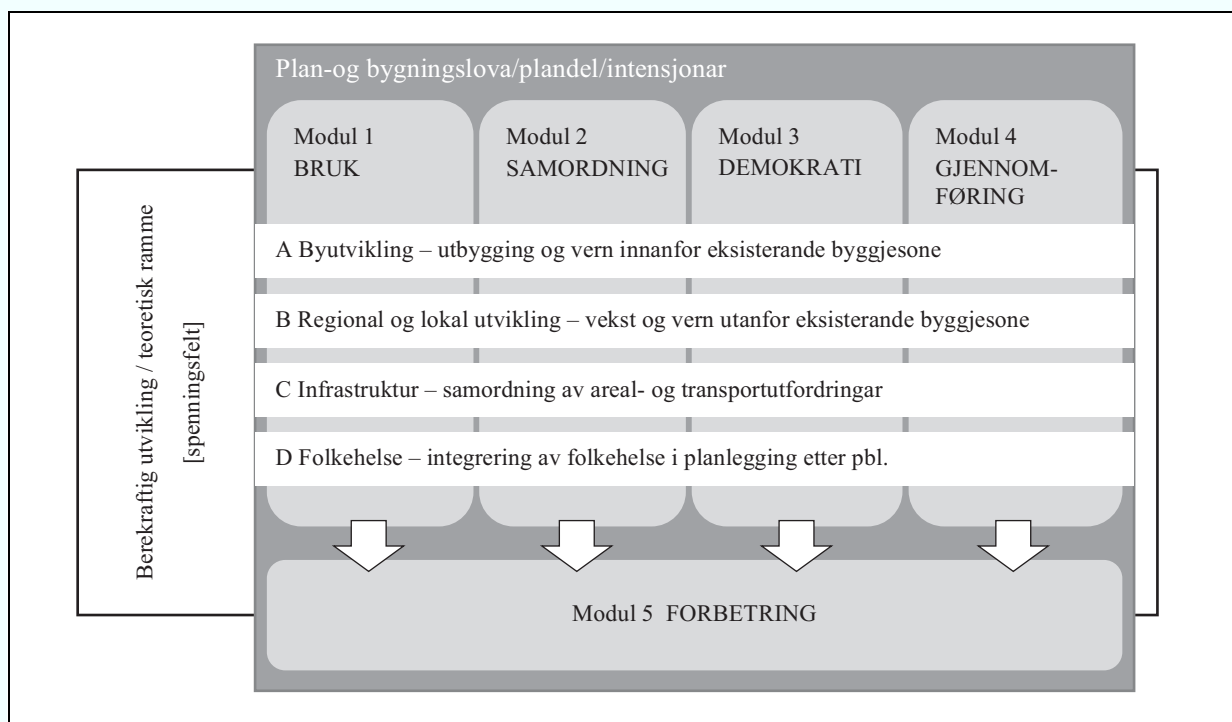 Plan-og bygningslova/plandel/intensjonar
Modul 1
BRUK
Modul 2
SAMORDNING
Modul 3
DEMOKRATI
Modul 4
GJENNOM-
FØRING
Berekraftig utvikling / teoretisk ramme
[spenningsfelt]
A Byutvikling – utbygging og vern innanfor eksisterande byggjesone
B Regional og lokal utvikling – vekst og vern utanfor eksisterande byggjesone
C Infrastruktur – samordning av areal- og transportutfordringar
D Folkehelse – integrering av folkehelse i planlegging etter pbl.
Modul 5 FORBETRING